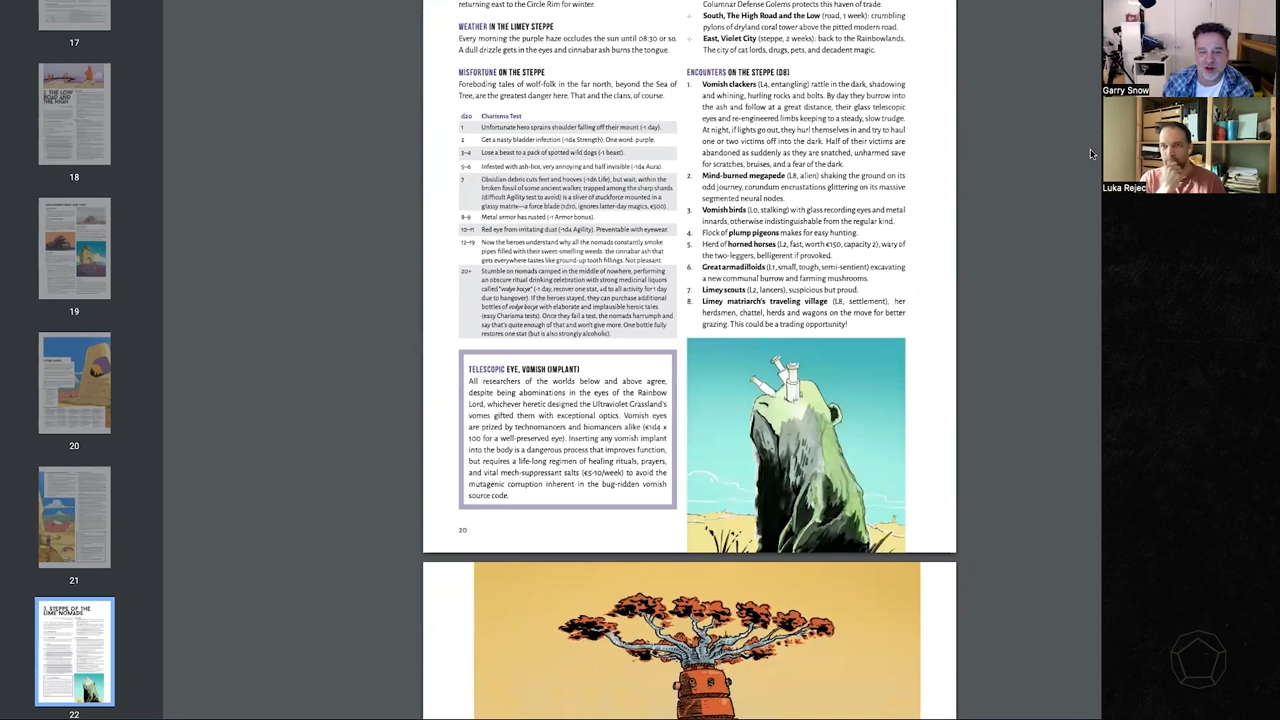 17
18
19
20
21
22
returning east to the Circle Rim for winter.
WEATHER IN THE LIMEY STEPPE
Every morning the purple haze occludes the sun until 08:30 or so.
A dull drizzle gets in the eyes and cinnabar ash burns the tongue.
MISFORTUNE ON THE STEPPE
Foreboding tales of wolf-folk in the far north, beyond the Sea of
Tree, are the greatest danger here. That and the clans, of course.
d20 Charisma Test
1 Unfortunate hero sprains shoulder falling off their mount (-1 day).
2 Get a nasty bladder infection (-1d4 Strength). One word: purple.
3–4 Lose a beast to a pack of spotted wild dogs (-1 beast).
5–6 Infested with ash-lice, very annoying and half invisible (-1d4 Aura).
7 Obsidian debris cuts feet and hooves (-1d6 Life), but wait, within the
broken fossil of some ancient walker, trapped among the sharp shards
(difficult Agility test to avoid) is a sliver of stuckforce mounted in a
glassy matrix—a force blade (1d10, ignores latter-day magics, €500).
8–9 Metal armor has rusted (-1 Armor bonus).
10–11 Red eye from irritating dust (-1d4 Agility). Preventable with eyewear.
12–19 Now the heroes understand why all the nomads constantly smoke
pipes filled with their sweet-smelling weeds: the cinnabar ash that
gets everywhere tastes like ground-up tooth fillings. Not pleasant.
20+ Stumble on nomads camped in the middle of nowhere, performing
an obscure ritual drinking celebration with strong medicinal liquors
called "vodye bocye" (-1 day, recover one stat, ad to all activity for 1 day
due to hangover). If the heroes stayed, they can purchase additional
bottles of vodye bocye with elaborate and implausible heroic tales
(easy Charisma tests). Once they fail a test, the nomads harrumph and
say that's quite enough of that and won't give more. One bottle fully
restores one stat (but is also strongly alcoholic).
TELESCOPIC EYE, VOMISH (IMPLANT)
All researchers of the worlds below and above agree,
despite being abominations in the eyes of the Rainbow
Lord, whichever heretic designed the Ultraviolet Grassland's
vomes gifted them with exceptional optics. Vomish eyes
are prized by technomancers and biomancers alike (€1d4 x
100 for a well-preserved eye). Inserting any vomish implant
into the body is a dangerous process that improves function,
but requires a life-long regimen of healing rituals, prayers,
and vital mech-suppressant salts (€5-10/week) to avoid the
mutagenic corruption inherent in the bug-ridden vomish
source code.
20
Columnar Defense Golems protects this haven of trade.
South, The High Road and the Low (road, 1 week): crumbling
pylons of dryland coral tower above the pitted modern road.
East, Violet City (steppe, 2 weeks): back to the Rainbowlands.
The city of cat lords, drugs, pets, and decadent magic.
ENCOUNTERS ON THE STEPPE (D8)
1. Vomish clackers (L4, entangling) rattle in the dark, shadowing
and whining, hurling rocks and bolts. By day they burrow into
the ash and follow at a great distance, their glass telescopic
eyes and re-engineered limbs keeping to a steady, slow trudge.
At night, if lights go out, they hurl themselves in and try to haul
one or two victims off into the dark. Half of their victims are
abandoned as suddenly as they are snatched, unharmed save
for scratches, bruises, and a fear of the dark.
2. Mind-burned megapede (L8, alien) shaking the ground on its
odd journey, corundum encrustations glittering on its massive
segmented neural nodes.
3. Vomish birds (L0, stalking) with glass recording eyes and metal
innards, otherwise indistinguishable from the regular kind.
4. Flock of plump pigeons makes for easy hunting.
5. Herd of horned horses (L2, fast, worth €150, capacity 2), wary of
the two-leggers, belligerent if provoked.
6. Great armadilloids (L1, small, tough, semi-sentient) excavating
a new communal burrow and farming mushrooms.
7. Limey scouts (L2, lancers), suspicious but proud.
8. Limey matriarch's traveling village (L8, settlement), her
herdsmen, chattel, herds and wagons on the move for better
grazing. This could be a trading opportunity!
Garry Snow
Luka Rejec